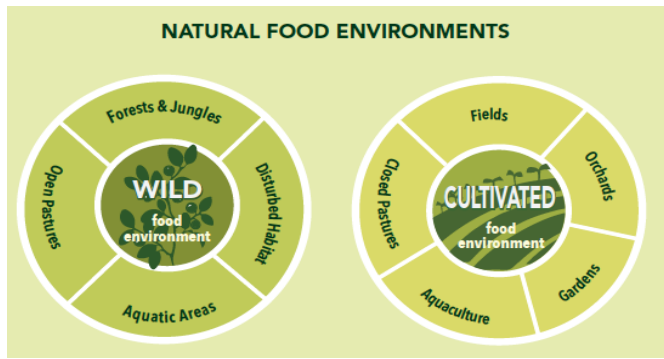 NATURAL FOOD ENVIRONMENTS
Forests & Jungles
Open Pastures
WILD
food
environment
Disturbed Habitat
Aquatic Areas
Fields
Closed Pastures
CULTIVATED
food
environment
Orchards
Gardens
Aquaculture